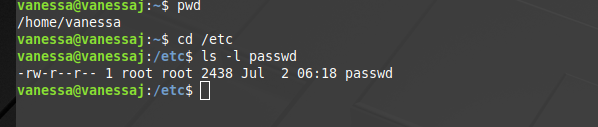 vanessa@vanessaj:~$ pwd
/home/vanessa
vanessa@vanessaj:~$ cd /etc
vanessa@vanessaj:/etc$ ls -l passwd
-rw-r--r-- 1 root root 2438 Jul  2 06:18 passwd
vanessa@vanessaj:/etc$